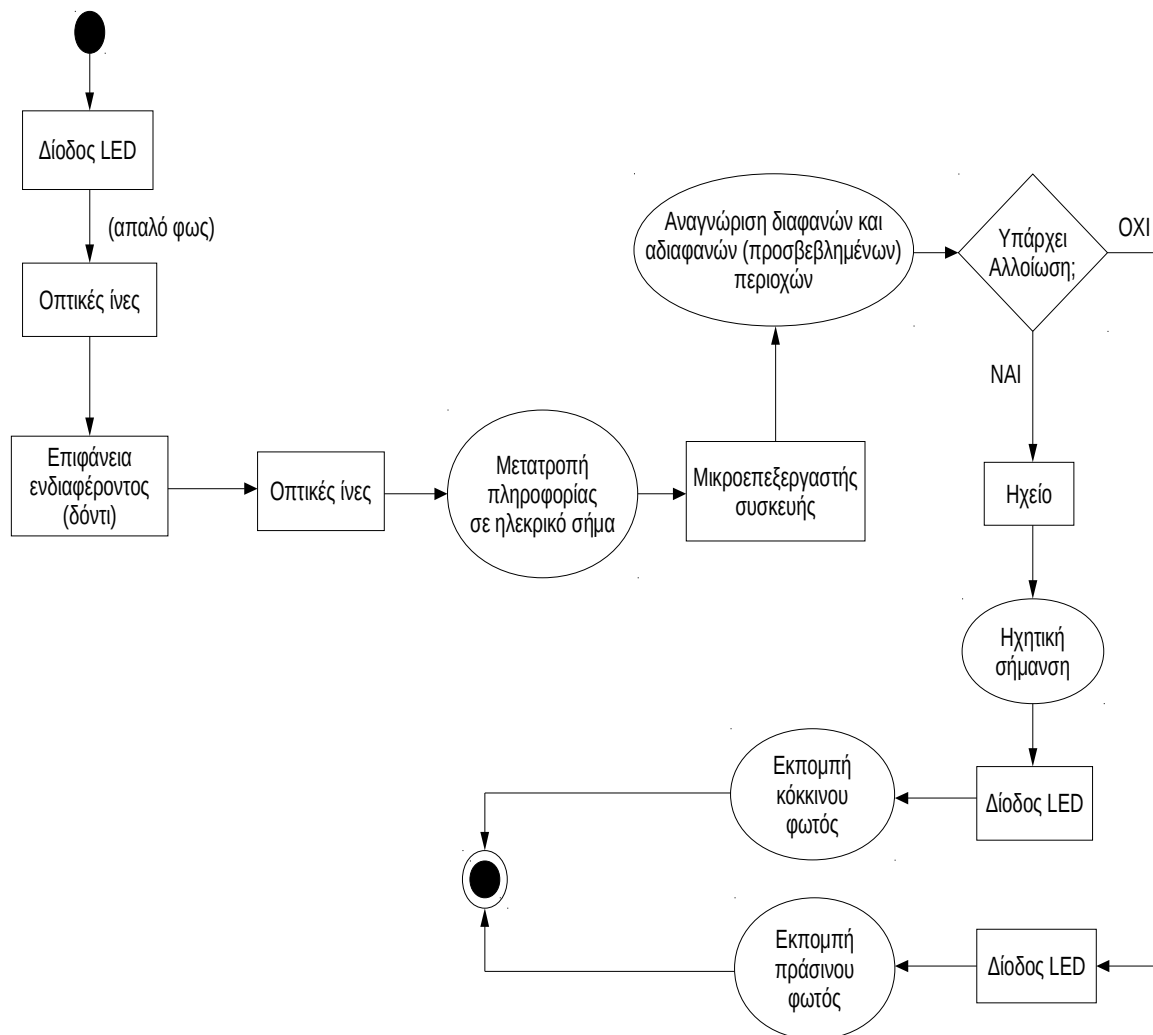 Δίοδος LED
(απαλό φως)
Οπτικές ίνες
Επιφάνεια
ενδιαφέροντος
(δόντι)
Οπτικές ίνες
Μετατροπή
πληροφορίας
σε ηλεκρικό σήμα
Μικροεπεξεργαστής
συσκευής
Αναγνώριση διαφανών και
αδιαφανών (προσβεβλημένων)
περιοχών
Υπάρχει
Αλλοίωση;
ΟΧΙ
ΝΑΙ
Ηχείο
Ηχητική
σήμανση
Δίοδος LED
Εκπομπή
κόκκινου
φωτός
Δίοδος LED
Εκπομπή
πράσινου
φωτός